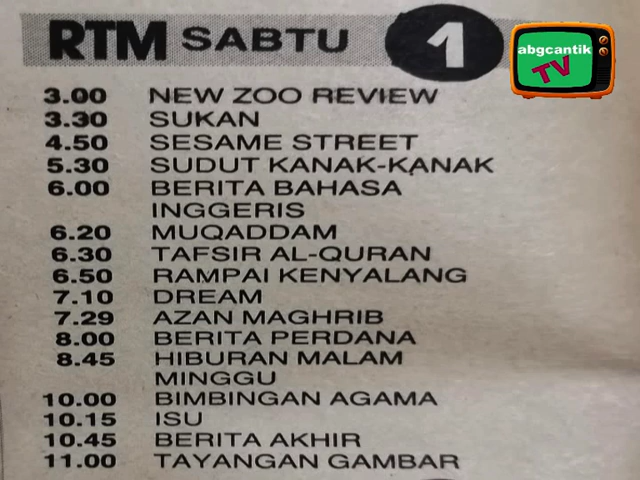 RTM SABTU 1
abgcantik
TV
3.00 NEW ZOO REVIEW
3.30 SUKAN
4.50 SESAME STREET
5.30 SUDUT KANAK-KANAK
6.00 BERITA BAHASA
INGGERIS
6.20 MUQADDAM
6.30 TAFSIR AL-QURAN
6.50 RAMPAI KENYALANG
7.10 DREAM
7.29 AZAN MAGHRIB
8.00 BERITA PERDANA
8.45 HIBURAN MALAM
MINGGU
10.00 BIMBINGAN AGAMA
10.15 ISU
10.45 BERITA AKHIR
11.00 TAYANGAN GAMBAR